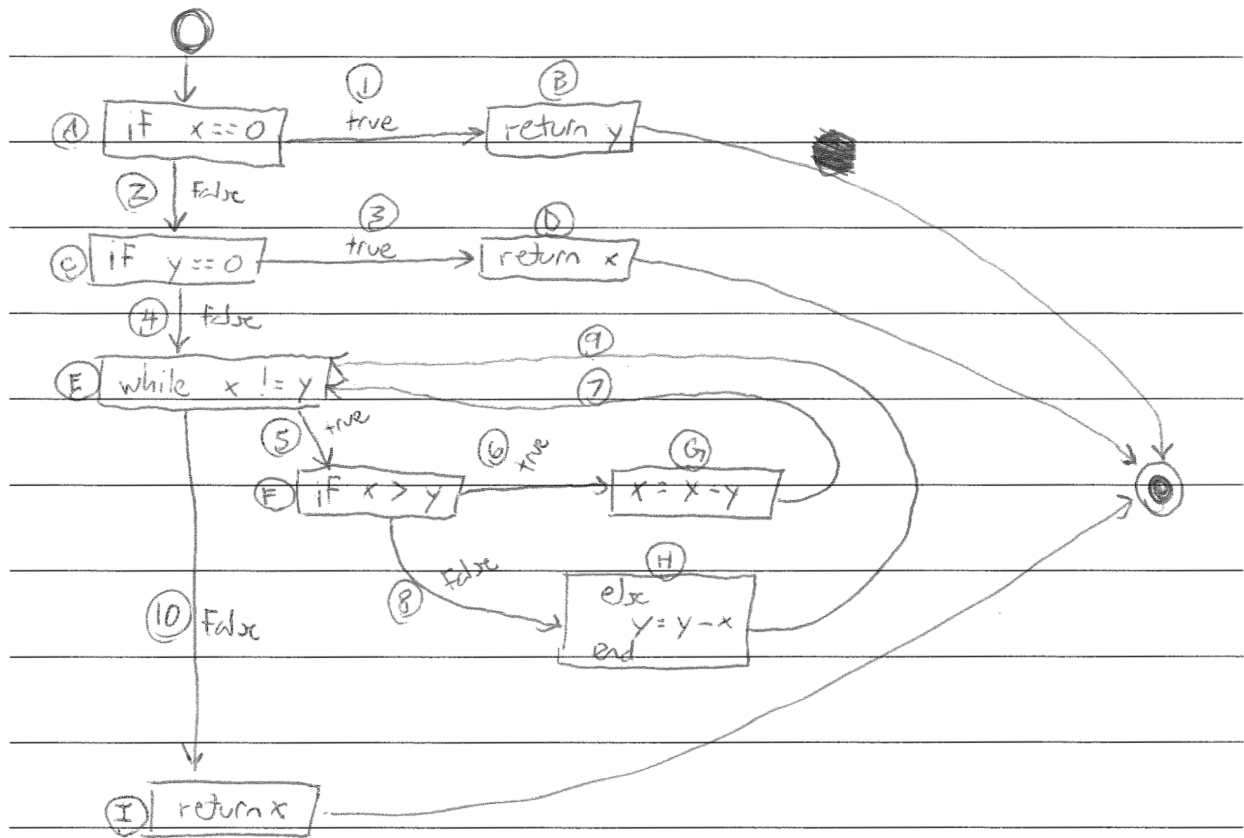 1
B
A
if x==0
true
return y
2
False
3
D
C
if y==0
true
return x
4
False
9
E
while x != y
7
5
true
6
true
G
F
if x > y
x = x-y
8
False
H
else
y=y-x
end
10
False
I
return x